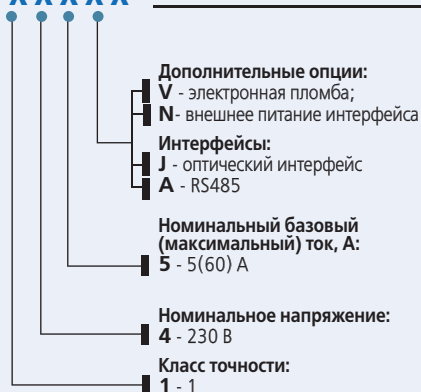 X X X X X
Дополнительные опции:
V - электронная пломба;
N- внешнее питание интерфейса
Интерфейсы:
J - оптический интерфейс
A - RS485
Номинальный базовый
(максимальный) ток, А:
5 - 5(60) А
Номинальное напряжение:
4 - 230 В
Класс точности:
1 - 1